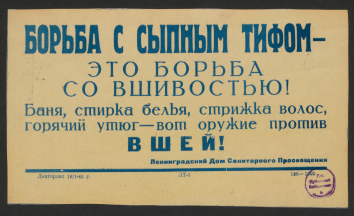 БОРЬБА С СЫПНЫМ ТИФОМ—
ЭТО БОРЬБА
СО ВШИВОСТЬЮ!
Баня, стирка белья, стрижка волос,
горячий утюг—вот оружие против
ВШЕЙ!
Ленинградский Дом Санитарного Просвещения